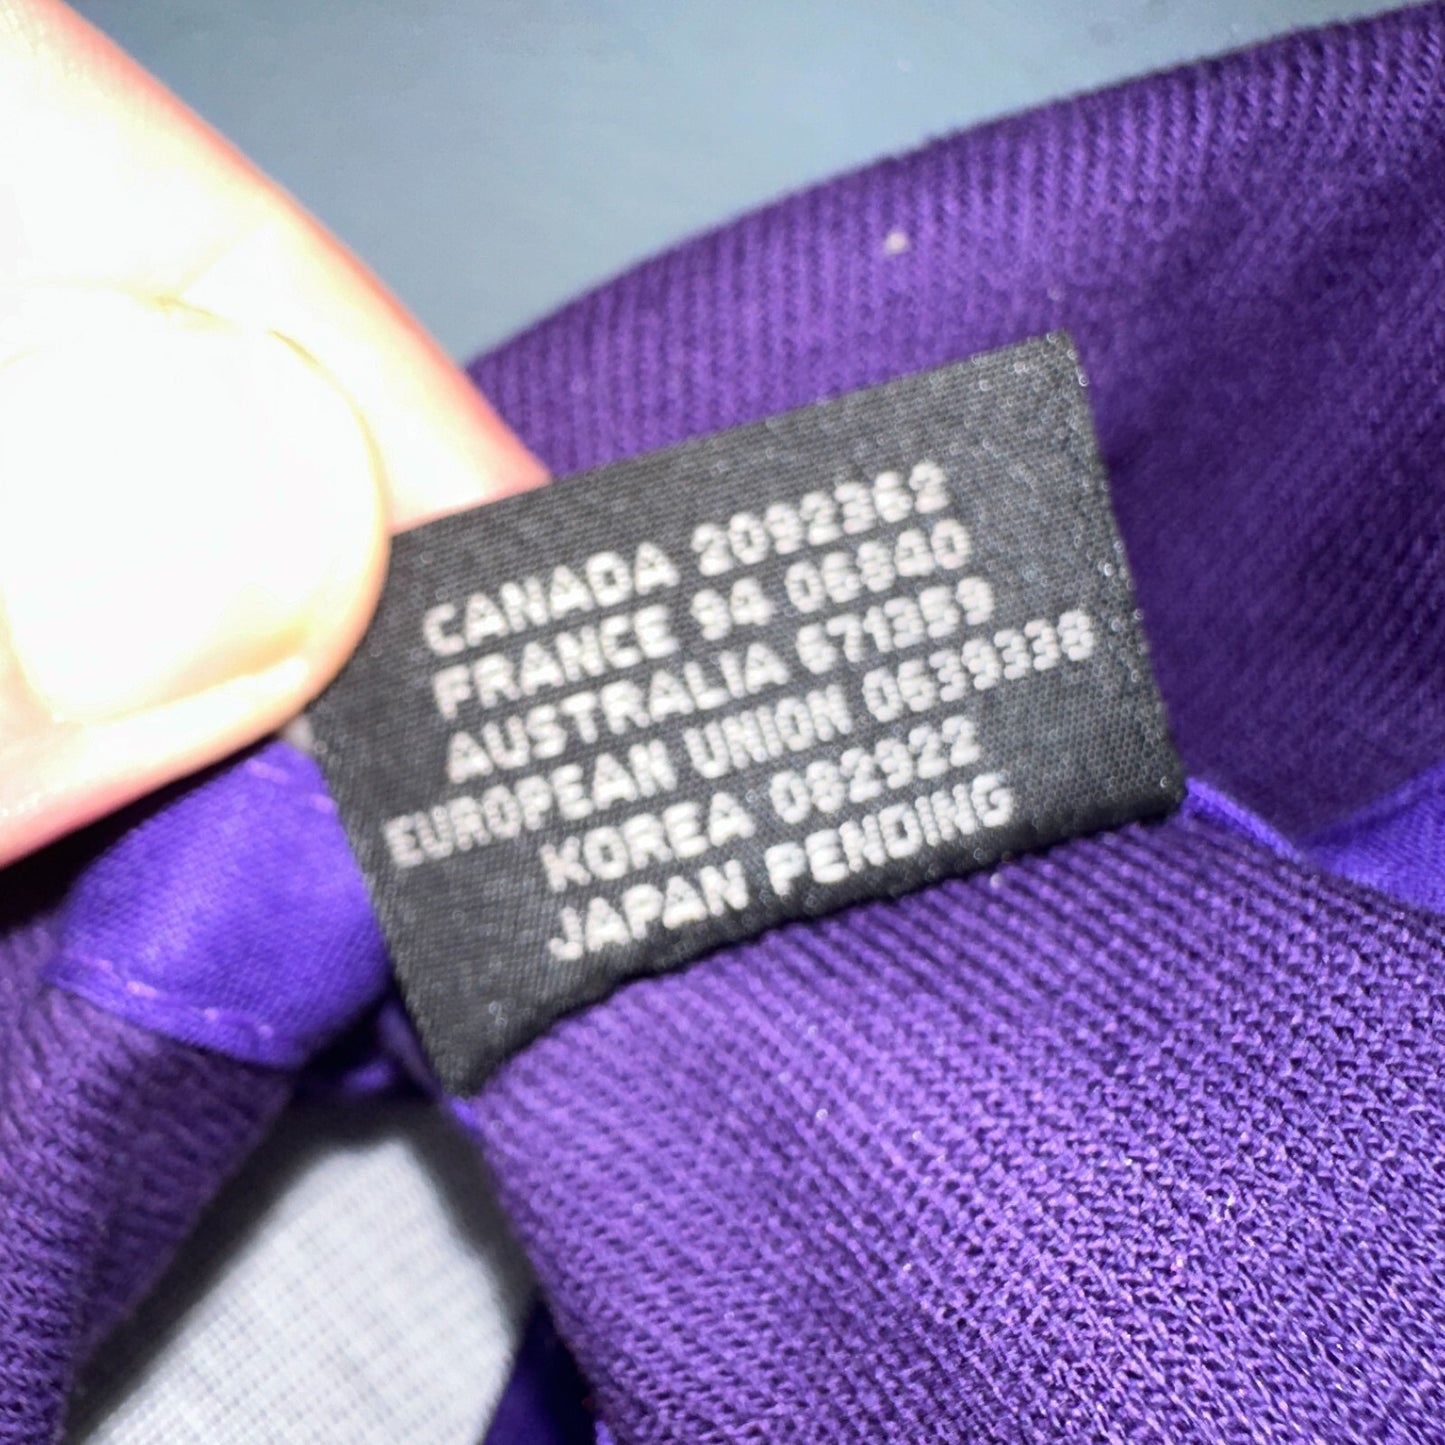 CANADA 2092362
FRANCE 94 06840
AUSTRALIA 671359
EUROPEAN UNION 0639338
KOREA 082922
JAPAN PENDING